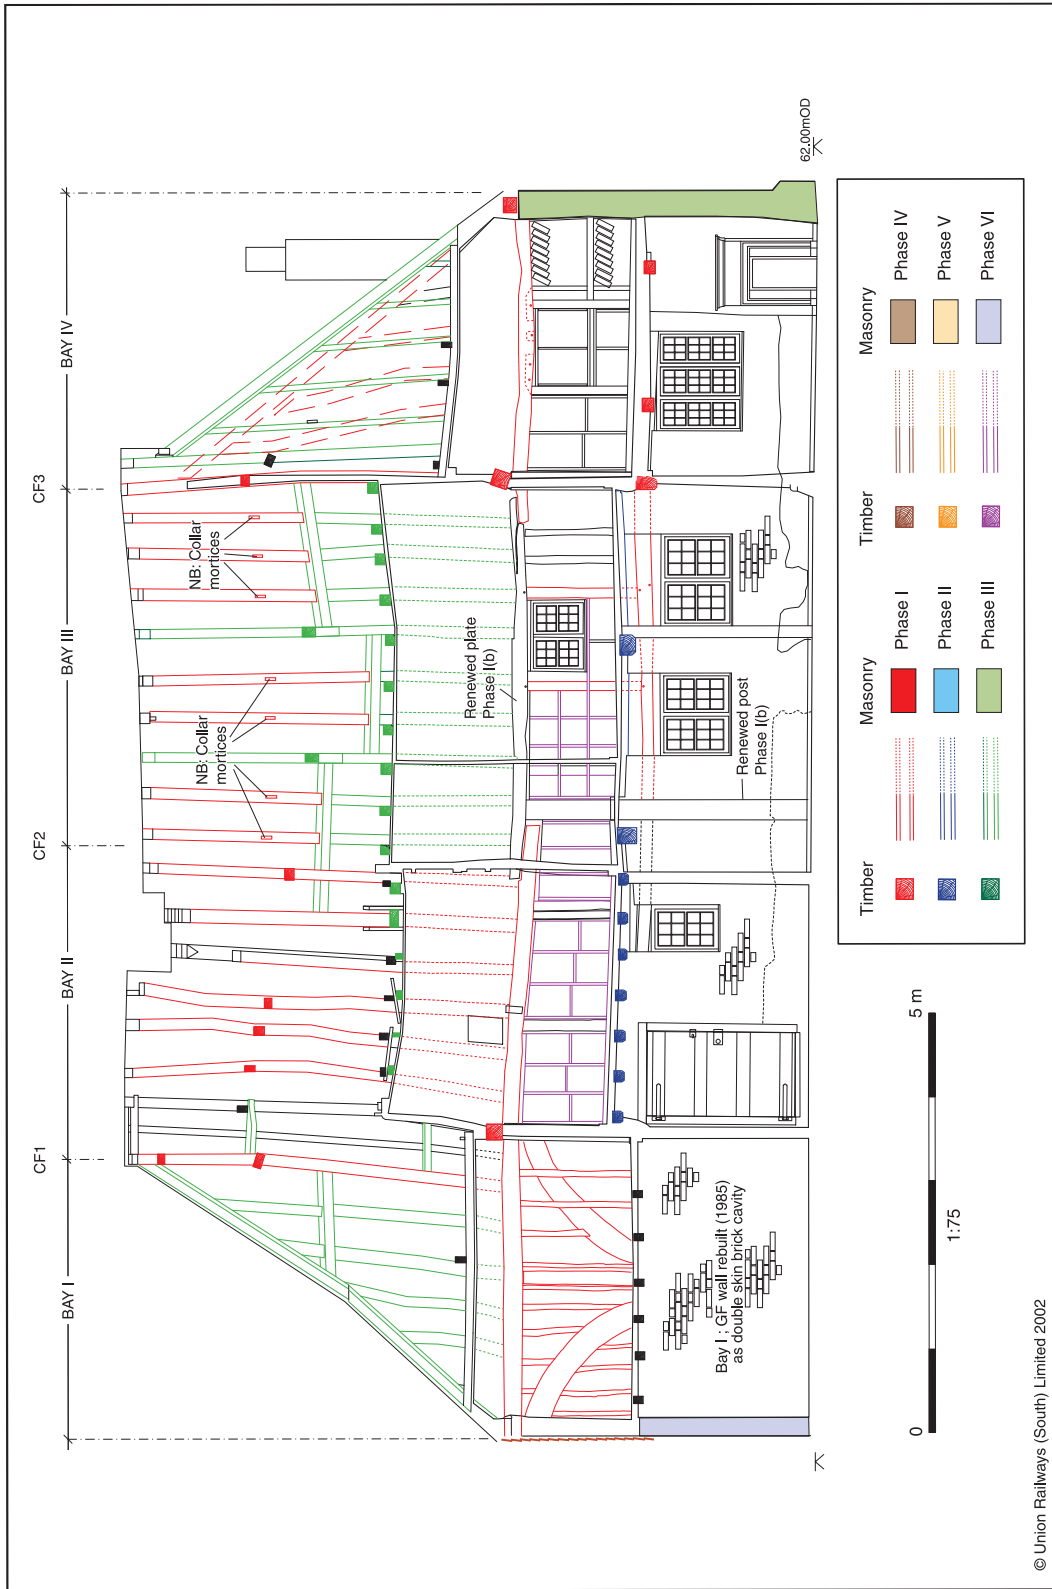 BAY I
CF1
BAY II
CF2
BAY III
CF3
BAY IV
NB: Collar
mortices
NB: Collar
mortices
Renewed plate
Phase I(b)
Renewed post
Phase I(b)
Bay I ; GF wall rebuilt (1985)
as double skin brick cavity
62.00mOD
0
5 m
1:75
Timber
Masonry
Timber
Masonry
Phase I
Phase IV
Phase II
Phase V
Phase III
Phase VI
© Union Railways (South) Limited 2002